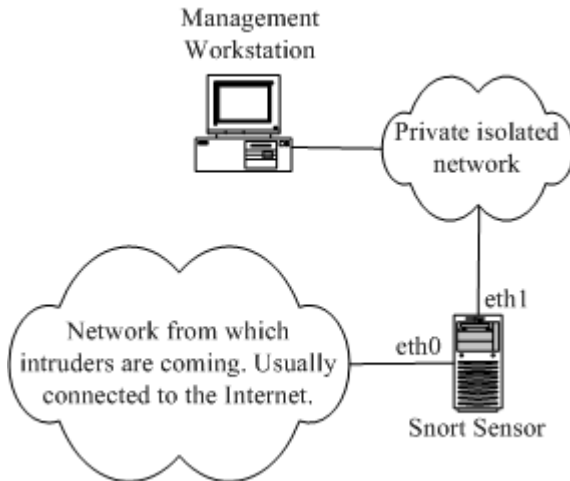 Management
Workstation
Private isolated
network
eth1
Network from which
intruders are coming. Usually
connected to the Internet.
eth0
Snort Sensor